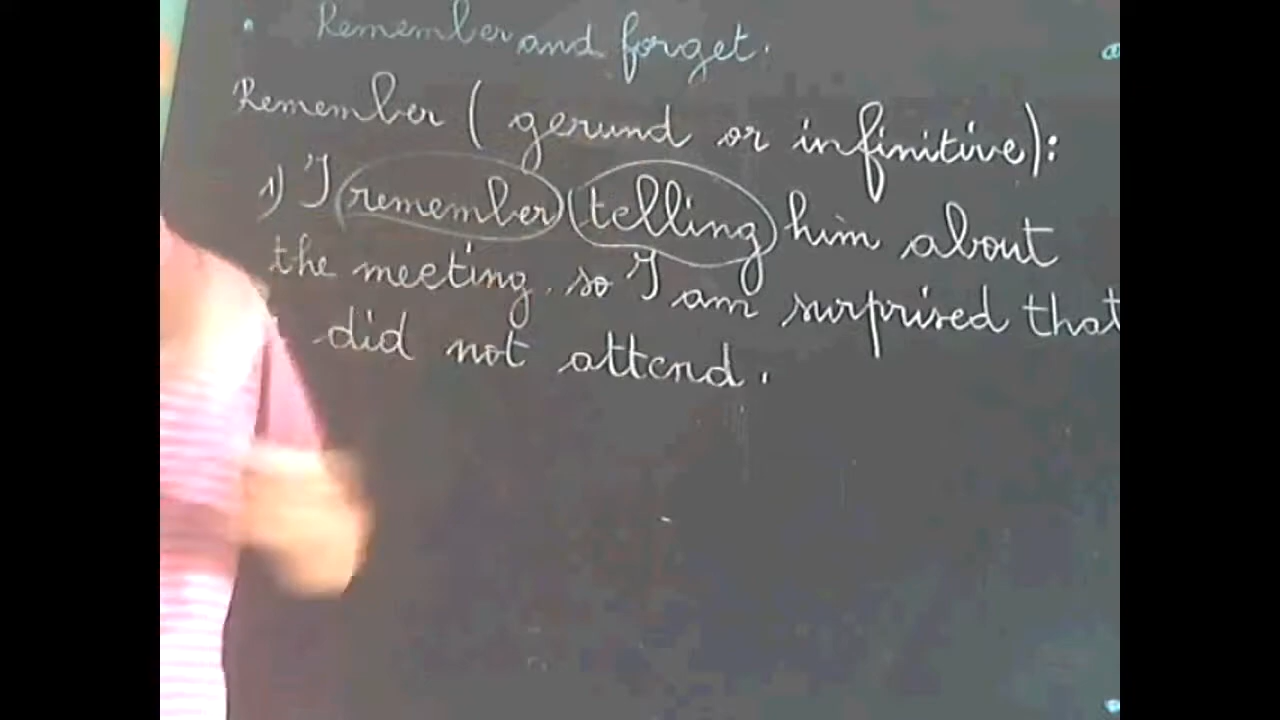 • Remember and forget.
Remember (gerund or infinitive):
1) I remember telling him about
the meeting. so I am surprised that
did not attend.